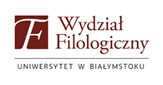 F Wydział
Filologiczny
UNIWERSYTET W BIAŁYMSTOKU